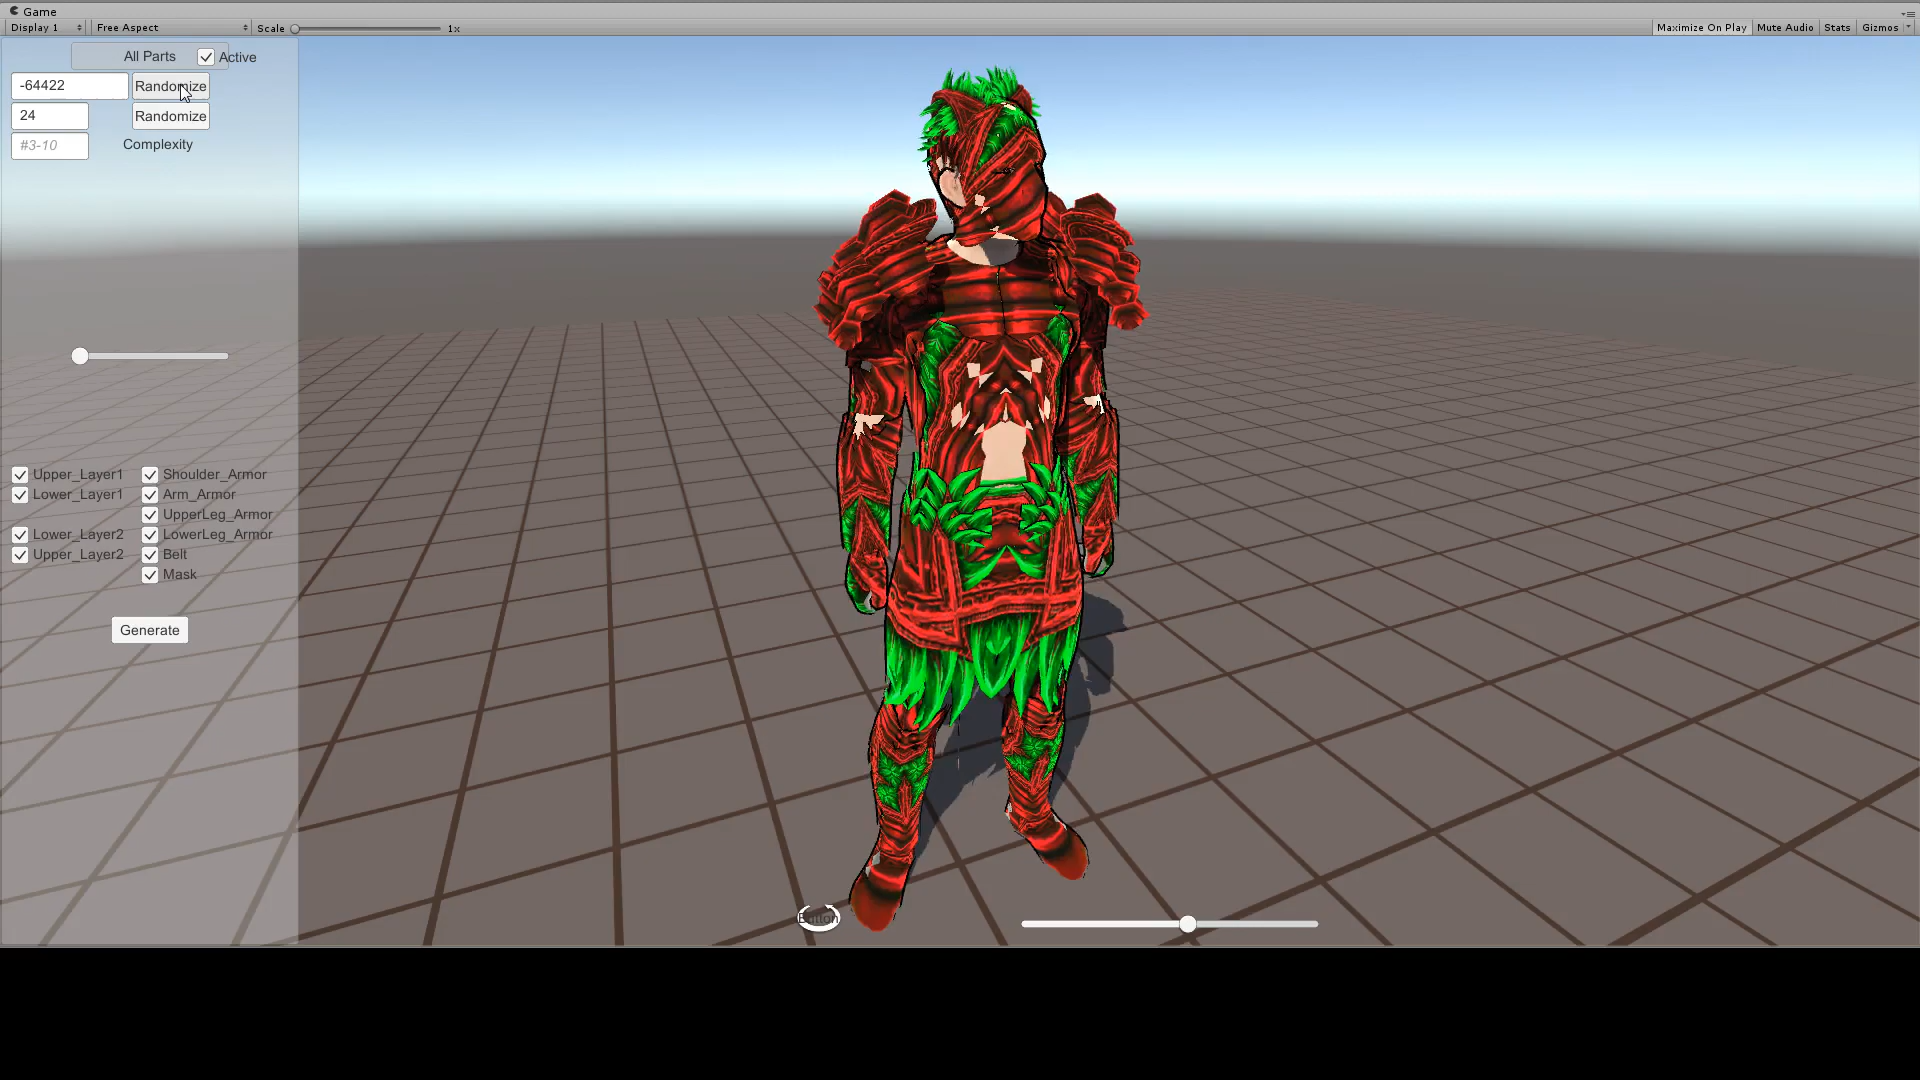 Game
Display 1 Free Aspect Scale 1x Maximize On Play Mute Audio Stats Gizmos
All Parts Active
-64422 Randomize
24 Randomize
#3-10 Complexity
Upper_Layer1 Shoulder_Armor
Lower_Layer1 Arm_Armor
UpperLeg_Armor
Lower_Layer2 LowerLeg_Armor
Upper_Layer2 Belt
Mask
Generate
Button